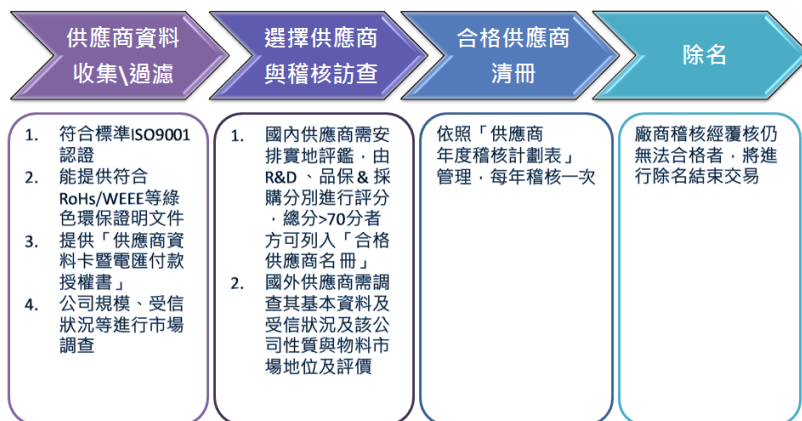 供應商資料
收集\過濾
選擇供應商
與稽核訪查
合格供應商
清冊
除名
1. 符合標準ISO9001
認證
2. 能提供符合
RoHs/WEEE等綠
色環保證明文件
3. 提供「供應商資
料卡暨電匯付款
授權書」
4. 公司規模、受信
狀況等進行市場
調查
1. 國內供應商需安
排實地評鑑，由
R&D、品保&採
購分別進行評分
，總分>70分者
方可列入「合格
供應商名冊」
2. 國外供應商需調
查其基本資料及
受信狀況及該公
司性質與物料市
場地位及評價
依照「供應商
年度稽核計劃表」
管理，每年稽核一次
廠商稽核經覆核仍
無法合格者，將進
行除名結束交易